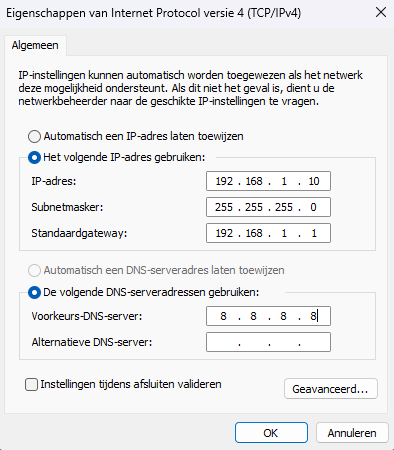 Eigenschappen van Internet Protocol versie 4 (TCP/IPv4)
Algemeen
IP-instellingen kunnen automatisch worden toegewezen als het netwerk
deze mogelijkheid ondersteunt. Als dit niet het geval is, dient u de
netwerkbeheerder naar de geschikte IP-instellingen te vragen.
Automatisch een IP-adres laten toewijzen
Het volgende IP-adres gebruiken:
IP-adres: 192 . 168 . 1 . 10
Subnetmasker: 255 . 255 . 255 . 0
Standaardgateway: 192 . 168 . 1 . 1
Automatisch een DNS-serveradres laten toewijzen
De volgende DNS-serveradressen gebruiken:
Voorkeurs-DNS-server: 8 . 8 . 8 . 8
Alternatieve DNS-server: . . .
Instellingen tijdens afsluiten valideren
Geavanceerd...
OK Annuleren